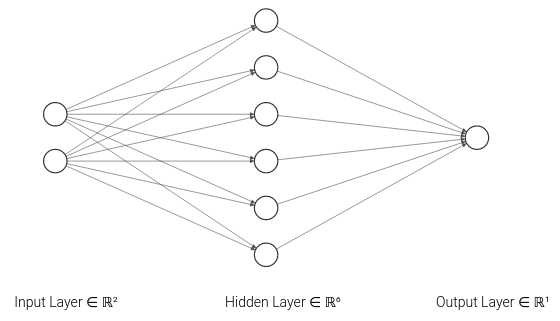 Input Layer ∈ ℝ²
Hidden Layer ∈ ℝ⁶
Output Layer ∈ ℝ¹